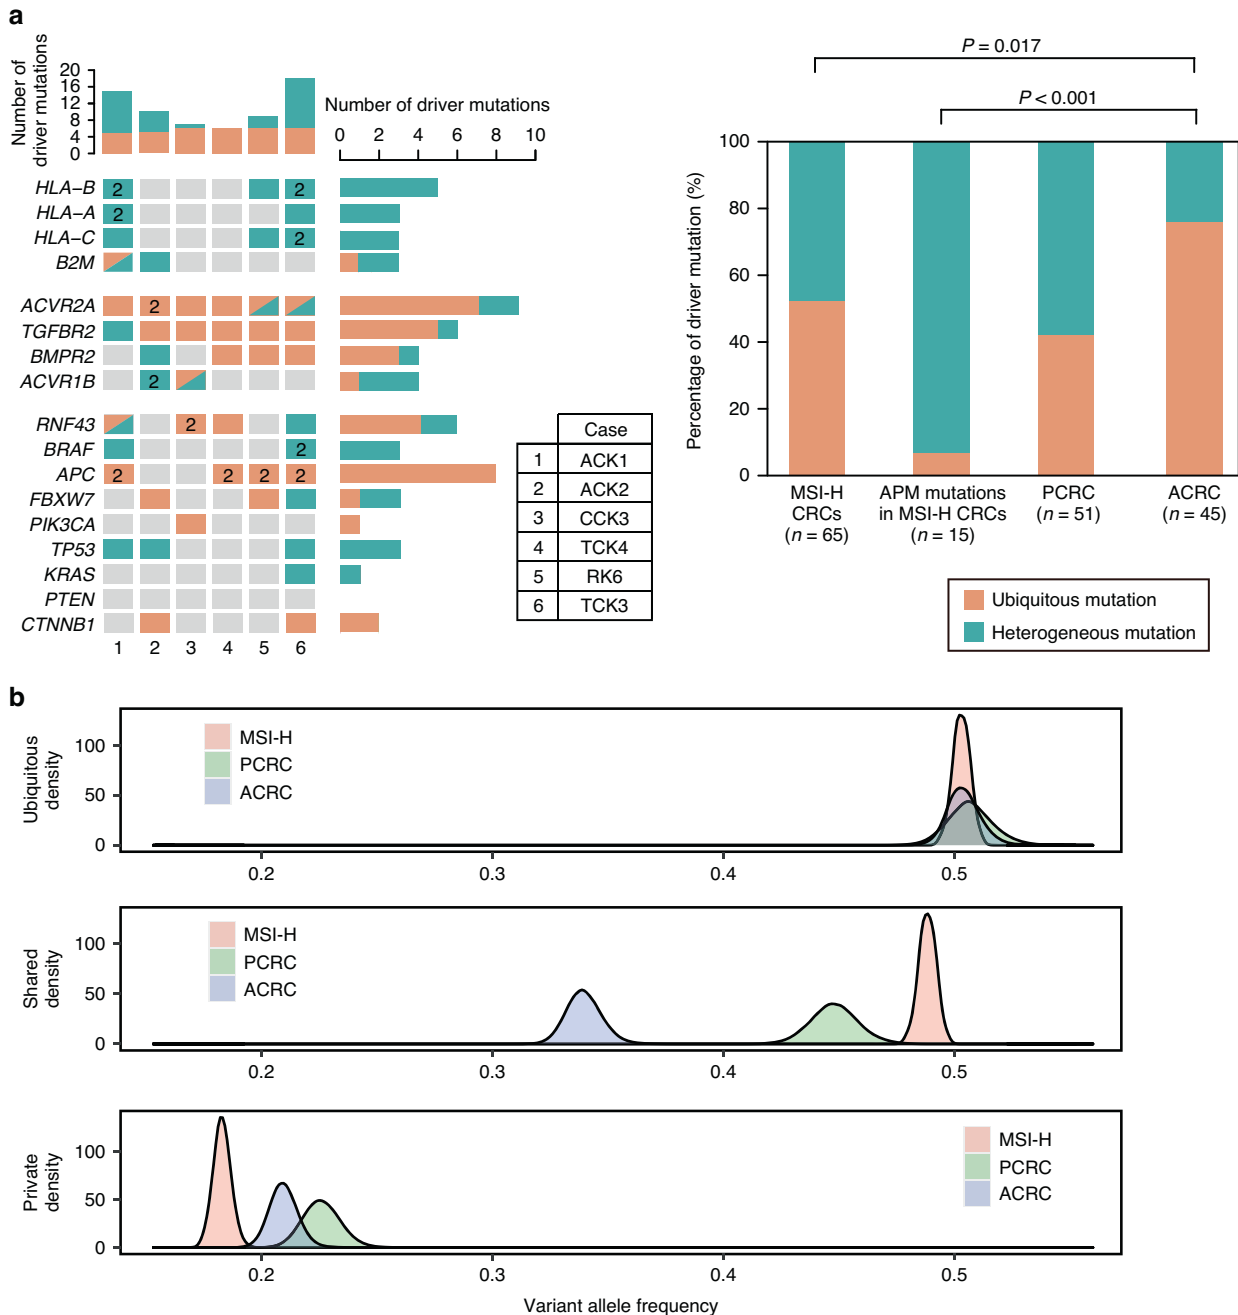 a
Number of
driver mutations
20
16
12
8
4
0
Number of driver mutations
0 2 4 6 8 10
HLA–B 2 2
HLA–A 2
HLA–C 2
B2M
ACVR2A 2
TGFBR2
BMPR2
ACVR1B 2
RNF43 2
BRAF 2
APC 2 2 2 2
FBXW7
PIK3CA
TP53
KRAS
PTEN
CTNNB1
1 2 3 4 5 6
Case
1 ACK1
2 ACK2
3 CCK3
4 TCK4
5 RK6
6 TCK3
P = 0.017
P < 0.001
Percentage of driver mutation (%)
100
80
60
40
20
0
MSI-H
CRCs
(n = 65)
APM mutations
in MSI-H CRCs
(n = 15)
PCRC
(n = 51)
ACRC
(n = 45)
Ubiquitous mutation
Heterogeneous mutation
b
Ubiquitous
density
100
50
0
MSI-H
PCRC
ACRC
0.2 0.3 0.4 0.5
Shared
density
100
50
0
MSI-H
PCRC
ACRC
0.2 0.3 0.4 0.5
Private
density
100
50
0
MSI-H
PCRC
ACRC
0.2 0.3 0.4 0.5
Variant allele frequency